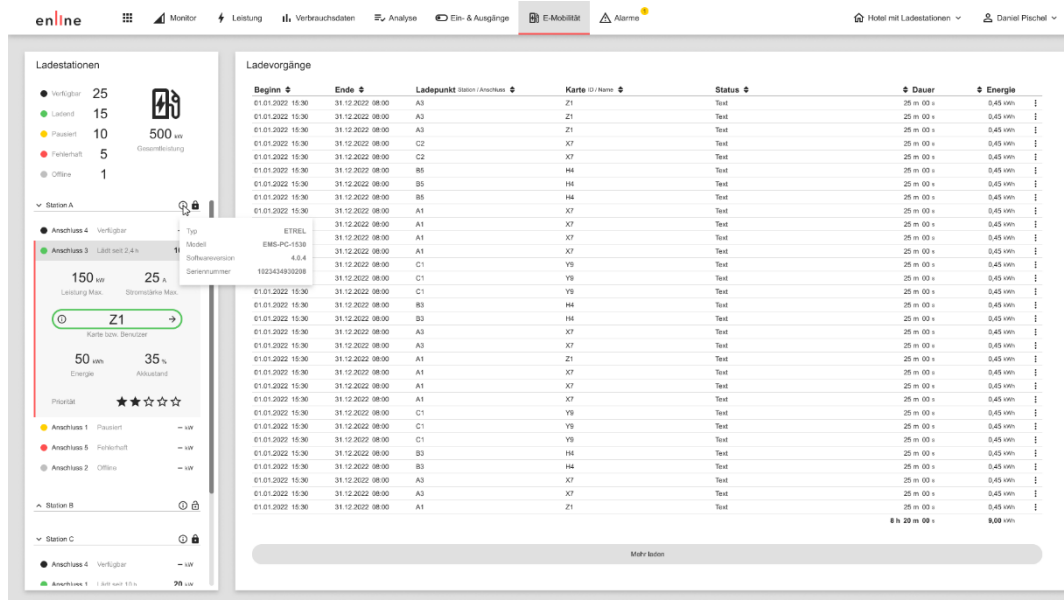 enline
Monitor
Leistung
Verbrauchsdaten
Analyse
Ein- & Ausgänge
E-Mobilität
Alarme
1
Hotel mit Ladestationen
Daniel Pischel
Ladestationen
Verfügbar 25
Ladend 15
Pausiert 10
Fehlerhaft 5
Offline 1
500 kW
Gesamtleistung
Station A
Anschluss 4 Verfügbar
Anschluss 3 Lädt seit 2,4 h
Typ ETREL
Modell EMS-PC-1530
Softwareversion 4.0.4
Seriennummer 1023434930208
150 kW 25 A
Leistung Max. Stromstärke Max.
Z1
Karte bzw. Benutzer
50 kWh 35 %
Energie Akkustand
Priorität
Anschluss 1 Pausiert – kW
Anschluss 5 Fehlerhaft – kW
Anschluss 2 Offline – kW
Station B
Station C
Anschluss 4 Verfügbar – kW
Anschluss 1 Lädt seit 15 h 20 kW
Ladevorgänge
Beginn Ende Ladepunkt Station / Anschluss Karte ID / Name Status Dauer Energie
01.01.2022 15:30 31.12.2022 08:00 A3 Z1 Text 25 m 00 s 0,45 kWh
01.01.2022 15:30 31.12.2022 08:00 A3 Z1 Text 25 m 00 s 0,45 kWh
01.01.2022 15:30 31.12.2022 08:00 A3 Z1 Text 25 m 00 s 0,45 kWh
01.01.2022 15:30 31.12.2022 08:00 C2 X7 Text 25 m 00 s 0,45 kWh
01.01.2022 15:30 31.12.2022 08:00 C2 X7 Text 25 m 00 s 0,45 kWh
01.01.2022 15:30 31.12.2022 08:00 B5 H4 Text 25 m 00 s 0,45 kWh
01.01.2022 15:30 31.12.2022 08:00 B5 H4 Text 25 m 00 s 0,45 kWh
01.01.2022 15:30 31.12.2022 08:00 B5 H4 Text 25 m 00 s 0,45 kWh
01.01.2022 15:30 31.12.2022 08:00 A1 X7 Text 25 m 00 s 0,45 kWh
01.01.2022 15:30 31.12.2022 08:00 A1 X7 Text 25 m 00 s 0,45 kWh
01.01.2022 15:30 31.12.2022 08:00 A1 X7 Text 25 m 00 s 0,45 kWh
01.01.2022 15:30 31.12.2022 08:00 A1 X7 Text 25 m 00 s 0,45 kWh
01.01.2022 15:30 31.12.2022 08:00 C1 Y9 Text 25 m 00 s 0,45 kWh
01.01.2022 15:30 31.12.2022 08:00 C1 Y9 Text 25 m 00 s 0,45 kWh
01.01.2022 15:30 31.12.2022 08:00 C1 Y9 Text 25 m 00 s 0,45 kWh
01.01.2022 15:30 31.12.2022 08:00 B3 H4 Text 25 m 00 s 0,45 kWh
01.01.2022 15:30 31.12.2022 08:00 B3 H4 Text 25 m 00 s 0,45 kWh
01.01.2022 15:30 31.12.2022 08:00 A3 X7 Text 25 m 00 s 0,45 kWh
01.01.2022 15:30 31.12.2022 08:00 A3 X7 Text 25 m 00 s 0,45 kWh
01.01.2022 15:30 31.12.2022 08:00 A1 Z1 Text 25 m 00 s 0,45 kWh
01.01.2022 15:30 31.12.2022 08:00 A1 X7 Text 25 m 00 s 0,45 kWh
01.01.2022 15:30 31.12.2022 08:00 A1 X7 Text 25 m 00 s 0,45 kWh
01.01.2022 15:30 31.12.2022 08:00 A1 X7 Text 25 m 00 s 0,45 kWh
01.01.2022 15:30 31.12.2022 08:00 C1 Y9 Text 25 m 00 s 0,45 kWh
01.01.2022 15:30 31.12.2022 08:00 C1 Y9 Text 25 m 00 s 0,45 kWh
01.01.2022 15:30 31.12.2022 08:00 C1 Y9 Text 25 m 00 s 0,45 kWh
01.01.2022 15:30 31.12.2022 08:00 B3 H4 Text 25 m 00 s 0,45 kWh
01.01.2022 15:30 31.12.2022 08:00 B3 H4 Text 25 m 00 s 0,45 kWh
01.01.2022 15:30 31.12.2022 08:00 A3 X7 Text 25 m 00 s 0,45 kWh
01.01.2022 15:30 31.12.2022 08:00 A3 X7 Text 25 m 00 s 0,45 kWh
01.01.2022 15:30 31.12.2022 08:00 A1 Z1 Text 25 m 00 s 0,45 kWh
8 h 20 m 00 s 9,00 kWh
Mehr laden